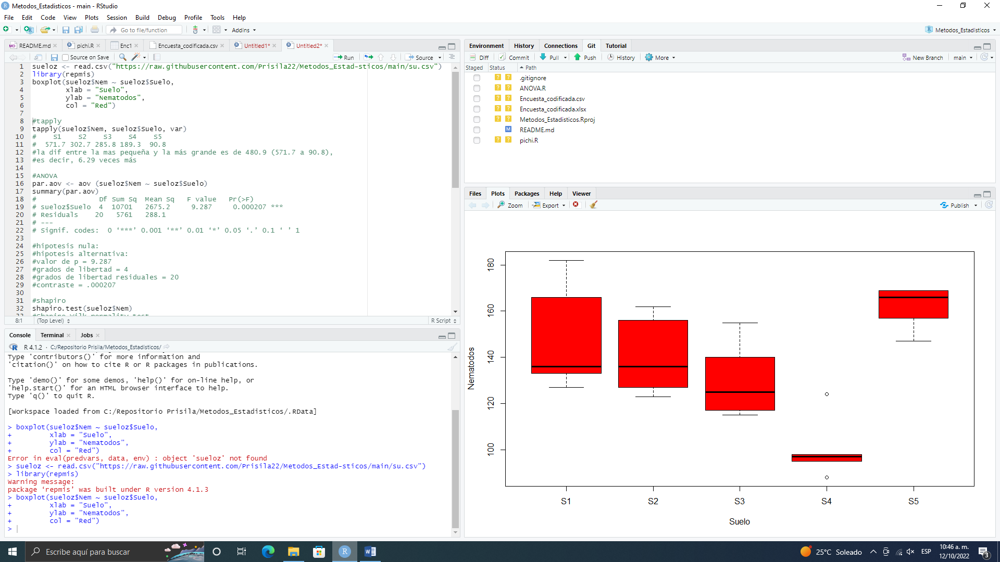 Metodos_Estadisticos - main - RStudio
File Edit Code View Plots Session Build Debug Profile Tools Help
Go to file/function Addins Metodos_Estadisticos
README.md pichi.R Enc1 Encuesta_codificada.csv Untitled1* Untitled2*
Source on Save Run Source
1 sueloz <- read.csv("https://raw.githubusercontent.com/Prisila22/Metodos_Estad-sticos/main/su.csv")
2 library(repmis)
3 boxplot(sueloz$Nem ~ sueloz$Suelo,
4 xlab = "Suelo",
5 ylab = "Nematodos",
6 col = "Red")
7
8 #tapply
9 tapply(sueloz$Nem, sueloz$Suelo, var)
10 # S1 S2 S3 S4 S5
11 # 571.7 302.7 285.8 189.3 90.8
12 #la dif entre la mas pequeña y la más grande es de 480.9 (571.7 a 90.8),
13 #es decir, 6.29 veces más
14
15 #ANOVA
16 par.aov <- aov (sueloz$Nem ~ sueloz$Suelo)
17 summary(par.aov)
18 # Df Sum Sq Mean Sq F value Pr(>F)
19 # sueloz$Suelo 4 10701 2675.2 9.287 0.000207 ***
20 # Residuals 20 5761 288.1
21 # ---
22 # Signif. codes: 0 ‘***’ 0.001 ‘**’ 0.01 ‘*’ 0.05 ‘.’ 0.1 ‘ ’ 1
23
24 #hipotesis nula:
25 #hipotesis alternativa:
26 #valor de p = 9.287
27 #grados de libertad = 4
28 #grados de libertad residuales = 20
29 #contraste = .000207
30
31 #shapiro
32 shapiro.test(sueloz$Nem)
33 #Shapiro-Wilk normality test
8:1 (Top Level) R Script
Console Terminal Jobs
R 4.1.2 · C:/Repositorio Prisila/Metodos_Estadisticos/
Type 'contributors()' for more information and
'citation()' on how to cite R or R packages in publications.
Type 'demo()' for some demos, 'help()' for on-line help, or
'help.start()' for an HTML browser interface to help.
Type 'q()' to quit R.
[Workspace loaded from C:/Repositorio Prisila/Metodos_Estadisticos/.RData]
> boxplot(sueloz$Nem ~ sueloz$Suelo,
+ xlab = "Suelo",
+ ylab = "Nematodos",
+ col = "Red")
Error in eval(predvars, data, env) : object 'sueloz' not found
> sueloz <- read.csv("https://raw.githubusercontent.com/Prisila22/Metodos_Estad-sticos/main/su.csv")
> library(repmis)
Warning message:
package ‘repmis’ was built under R version 4.1.3
> boxplot(sueloz$Nem ~ sueloz$Suelo,
+ xlab = "Suelo",
+ ylab = "Nematodos",
+ col = "Red")
>
Environment History Connections Git Tutorial
Diff Commit Pull Push History More New Branch main
Staged Status Path
? ? .gitignore
? ? ANOVA.R
? ? Encuesta_codificada.csv
? ? Encuesta_codificada.xlsx
? ? Metodos_Estadisticos.Rproj
M README.md
? ? pichi.R
Files Plots Packages Help Viewer
Zoom Export Publish
Nematodos
180
160
140
120
100
S1 S2 S3 S4 S5
Suelo
Escribe aquí para buscar
25°C Soleado ESP 10:46 a. m.
12/10/2022
3